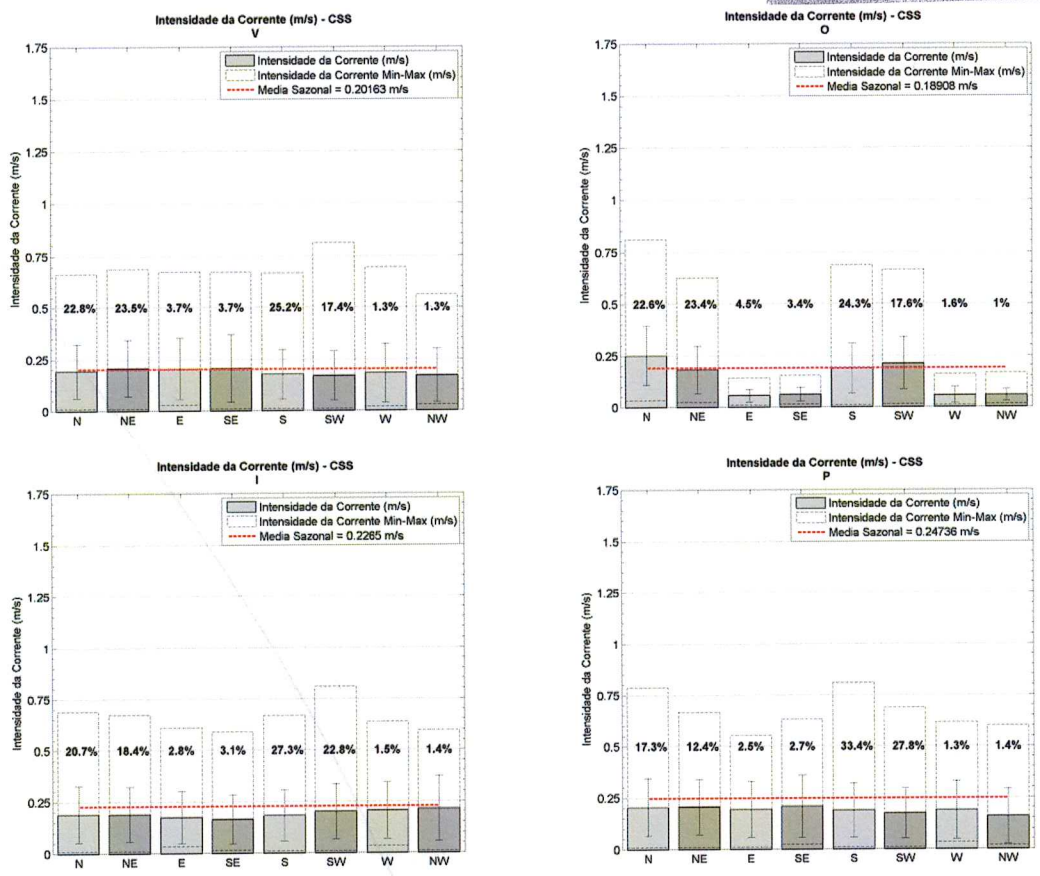 Intensidade da Corrente (m/s) - CSS
V
1.75
1.5
1.25
1
0.75
0.5
0.25
0
Intensidade da Corrente (m/s)
Intensidade da Corrente (m/s)
Intensidade da Corrente Min-Max (m/s)
Media Sazonal = 0.20163 m/s
22.8% 23.5% 3.7% 3.7% 25.2% 17.4% 1.3% 1.3%
N NE E SE S SW W NW
Intensidade da Corrente (m/s) - CSS
O
1.75
1.5
1.25
1
0.75
0.5
0.25
0
Intensidade da Corrente (m/s)
Intensidade da Corrente (m/s)
Intensidade da Corrente Min-Max (m/s)
Media Sazonal = 0.18908 m/s
22.6% 23.4% 4.5% 3.4% 24.3% 17.6% 1.6% 1%
N NE E SE S SW W NW
Intensidade da Corrente (m/s) - CSS
I
1.75
1.5
1.25
1
0.75
0.5
0.25
0
Intensidade da Corrente (m/s)
Intensidade da Corrente (m/s)
Intensidade da Corrente Min-Max (m/s)
Media Sazonal = 0.2265 m/s
20.7% 18.4% 2.8% 3.1% 27.3% 22.8% 1.5% 1.4%
N NE E SE S SW W NW
Intensidade da Corrente (m/s) - CSS
P
1.75
1.5
1.25
1
0.75
0.5
0.25
0
Intensidade da Corrente (m/s)
Intensidade da Corrente (m/s)
Intensidade da Corrente Min-Max (m/s)
Media Sazonal = 0.24736 m/s
17.3% 12.4% 2.5% 2.7% 33.4% 27.8% 1.3% 1.4%
N NE E SE S SW W NW